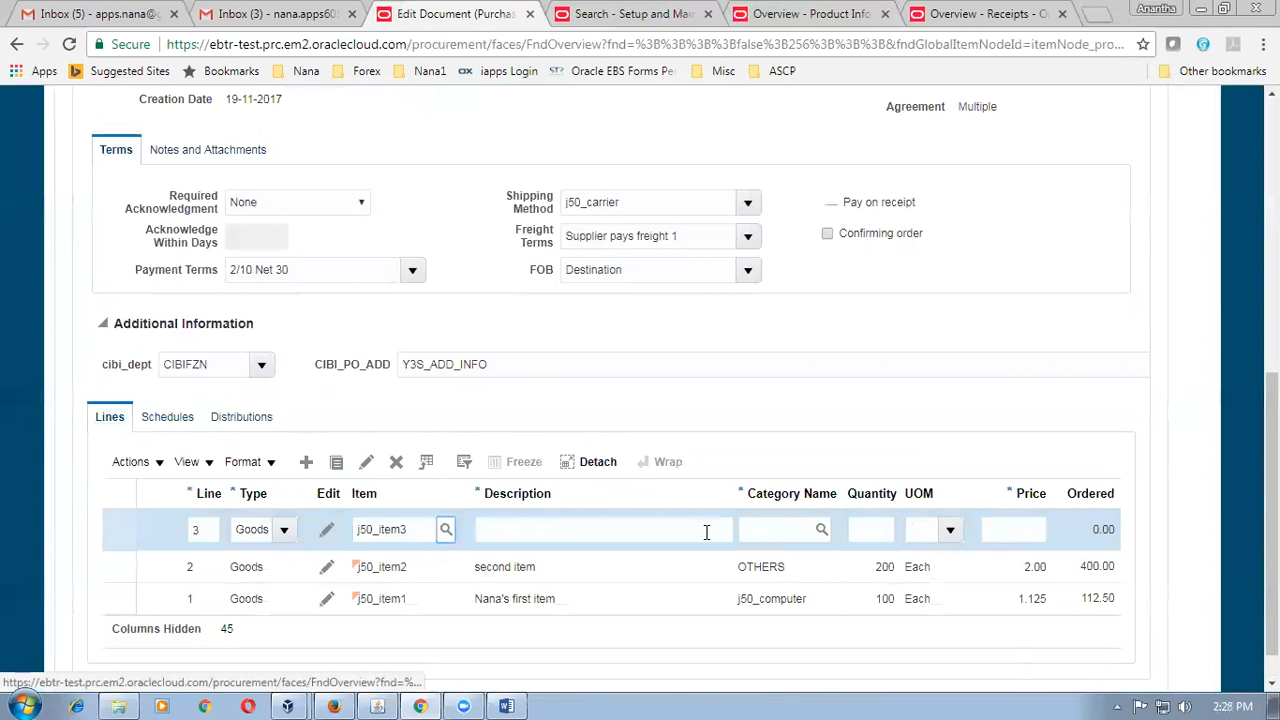 Inbox (3) - appsnana@g
Inbox (5) - nana.apps60
Edit Document (Purchas
Search - Setup and Mar
Overview - Product Info
Overview - Receipts - O
Anantha
Secure
https://ebtr-test.prc.em2.oraclecloud.com/procurement/faces/FndOverview?fnd=%3B%3B%3B%3Bfalse%3B256%3B%3B%3B&fndGlobalItemNodeId=itemNode_pro...
Apps
Suggested Sites
Bookmarks
Nana
Forex
Nana1
iapps Login
Oracle EBS Forms Per
Misc
ASCP
Other bookmarks
Creation Date 19-11-2017
Agreement Multiple
Terms Notes and Attachments
Required Acknowledgment None
Acknowledge Within Days
Payment Terms 2/10 Net 30
Shipping Method j50_carrier
Freight Terms Supplier pays freight 1
FOB Destination
Pay on receipt
Confirming order
Additional Information
cibi_dept CIBIFZN CIBI_PO_ADD Y3S_ADD_INFO
Lines Schedules Distributions
Actions View Format Freeze Detach Wrap
* Line * Type Edit Item * Description * Category Name Quantity UOM * Price Ordered
3 Goods j50_item3 0.00
2 Goods j50_item2 second item OTHERS 200 Each 2.00 400.00
1 Goods j50_item1 Nana's first item j50_computer 100 Each 1.125 112.50
Columns Hidden 45
https://ebtr-test.prc.em2.oraclecloud.com/procurement/faces/FndOverview?fnd=%...
2:28 PM